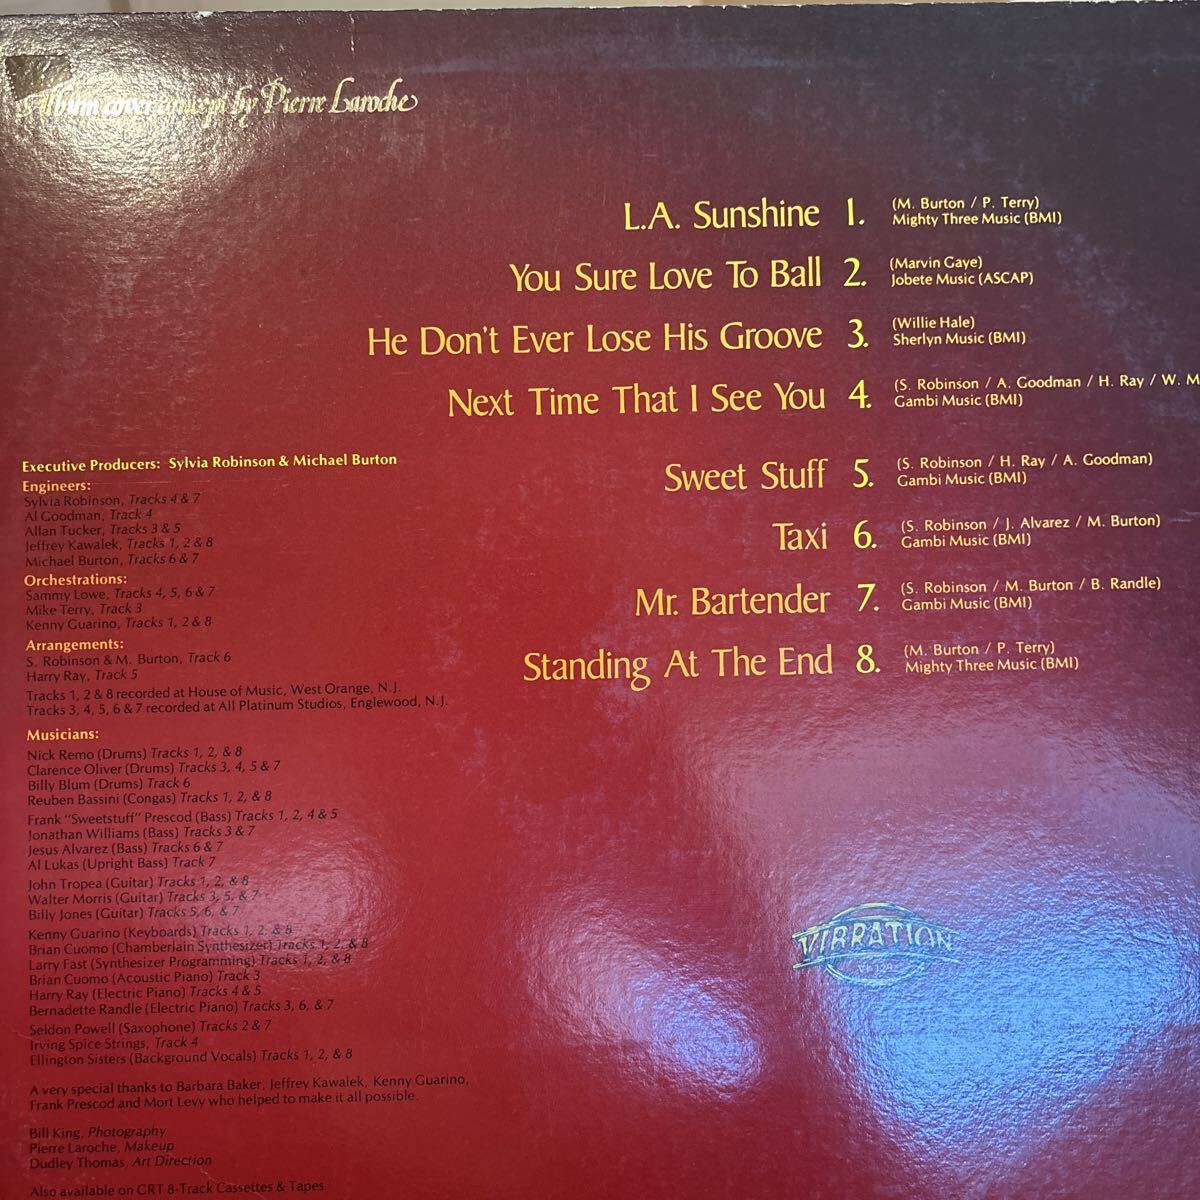 Album cover concept by Pierre Laroche
L.A. Sunshine 1. (M. Burton / P. Terry)
Mighty Three Music (BMI)
You Sure Love To Ball 2. (Marvin Gaye)
Jobete Music (ASCAP)
He Don't Ever Lose His Groove 3. (Willie Hale)
Sherlyn Music (BMI)
Next Time That I See You 4. (S. Robinson / A. Goodman / H. Ray / W. M
Gambi Music (BMI)
Sweet Stuff 5. (S. Robinson / H. Ray / A. Goodman)
Gambi Music (BMI)
Taxi 6. (S. Robinson / J. Alvarez / M. Burton)
Gambi Music (BMI)
Mr. Bartender 7. (S. Robinson / M. Burton / B. Randle)
Gambi Music (BMI)
Standing At The End 8. (M. Burton / P. Terry)
Mighty Three Music (BMI)
Executive Producers: Sylvia Robinson & Michael Burton
Engineers:
Sylvia Robinson, Tracks 4 & 7
Al Goodman, Track 4
Allan Tucker, Tracks 3 & 5
Jeffrey Kawalek, Tracks 1, 2 & 8
Michael Burton, Tracks 6 & 7
Orchestrations:
Sammy Lowe, Tracks 4, 5, 6 & 7
Mike Terry, Track 3
Kenny Guarino, Tracks 1, 2 & 8
Arrangements:
S. Robinson & M. Burton, Track 6
Harry Ray, Track 5
Tracks 1, 2 & 8 recorded at House of Music, West Orange, N.J.
Tracks 3, 4, 5, 6 & 7 recorded at All Platinum Studios, Englewood, N.J.
Musicians:
Nick Remo (Drums) Tracks 1, 2, & 8
Clarence Oliver (Drums) Tracks 3, 4, 5 & 7
Billy Blum (Drums) Track 6
Reuben Bassini (Congas) Tracks 1, 2, & 8
Frank "Sweetstuff" Prescod (Bass) Tracks 1, 2, 4 & 5
Jonathan Williams (Bass) Tracks 3 & 7
Jesus Alvarez (Bass) Tracks 6 & 7
Al Lukas (Upright Bass) Track 7
John Tropea (Guitar) Tracks 1, 2, & 8
Walter Morris (Guitar) Tracks 3, 5, & 7
Billy Jones (Guitar) Tracks 5, 6, & 7
Kenny Guarino (Keyboards) Tracks 1, 2, & 8
Brian Cuomo (Chamberlain Synthesizer) Tracks 1, 2, & 8
Larry Fast (Synthesizer Programming) Tracks 1, 2, & 8
Brian Cuomo (Acoustic Piano) Track 3
Harry Ray (Electric Piano) Tracks 4 & 5
Bernadette Randle (Electric Piano) Tracks 3, 6, & 7
Seldon Powell (Saxophone) Tracks 2 & 7
Irving Spice Strings, Track 4
Ellington Sisters (Background Vocals) Tracks 1, 2, & 8
A very special thanks to Barbara Baker, Jeffrey Kawalek, Kenny Guarino,
Frank Prescod and Mort Levy who helped to make it all possible.
Bill King, Photography
Pierre Laroche, Makeup
Dudley Thomas, Art Direction
Also available on GRT 8-Track Cassettes & Tapes
VIBRATION